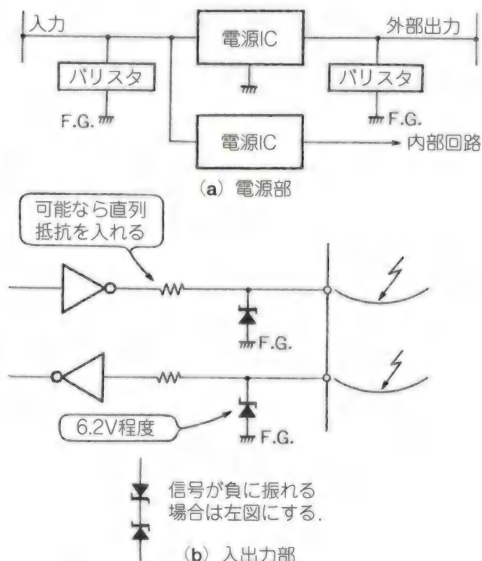 入力
電源IC
外部出力
バリスタ
バリスタ
F.G.
F.G.
電源IC
内部回路
(a) 電源部
可能なら直列
抵抗を入れる
F.G.
6.2V程度
F.G.
信号が負に振れる
場合は左図にする.
(b) 入出力部